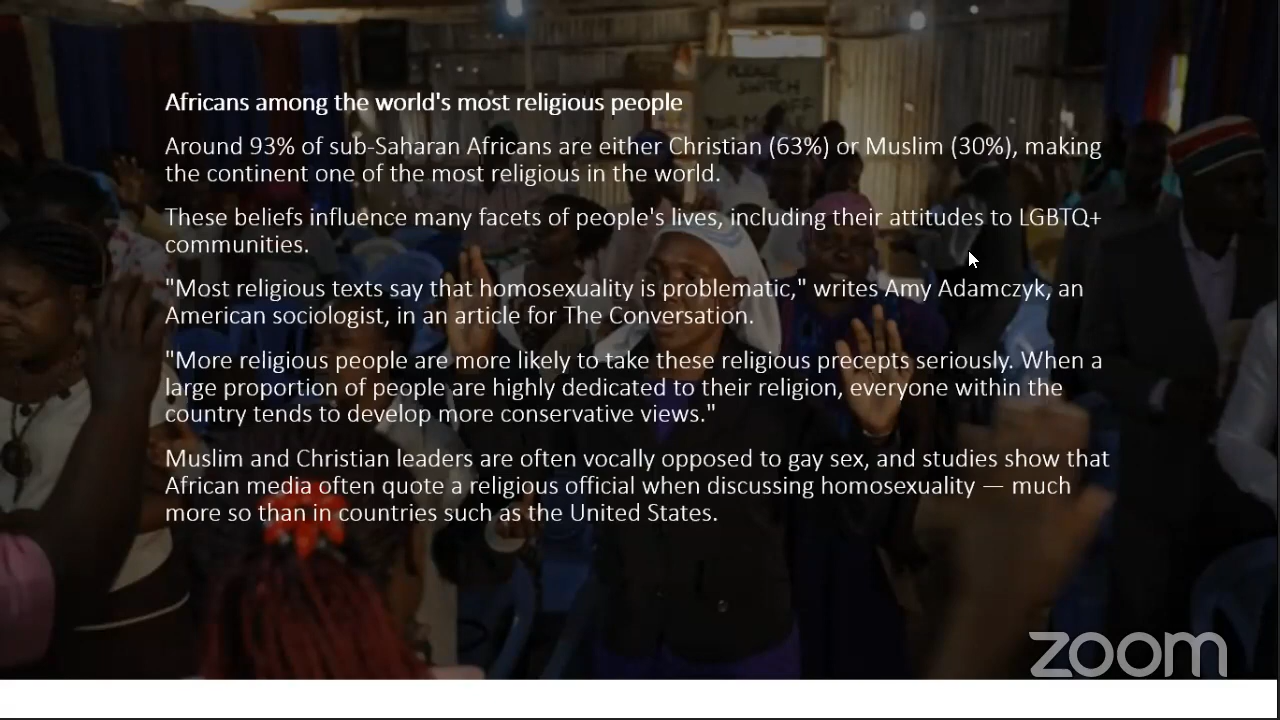 PLEASE
SWITCH
OFF
Africans among the world's most religious people
Around 93% of sub-Saharan Africans are either Christian (63%) or Muslim (30%), making
the continent one of the most religious in the world.
These beliefs influence many facets of people's lives, including their attitudes to LGBTQ+
communities.
"Most religious texts say that homosexuality is problematic," writes Amy Adamczyk, an
American sociologist, in an article for The Conversation.
"More religious people are more likely to take these religious precepts seriously. When a
large proportion of people are highly dedicated to their religion, everyone within the
country tends to develop more conservative views."
Muslim and Christian leaders are often vocally opposed to gay sex, and studies show that
African media often quote a religious official when discussing homosexuality — much
more so than in countries such as the United States.
zoom